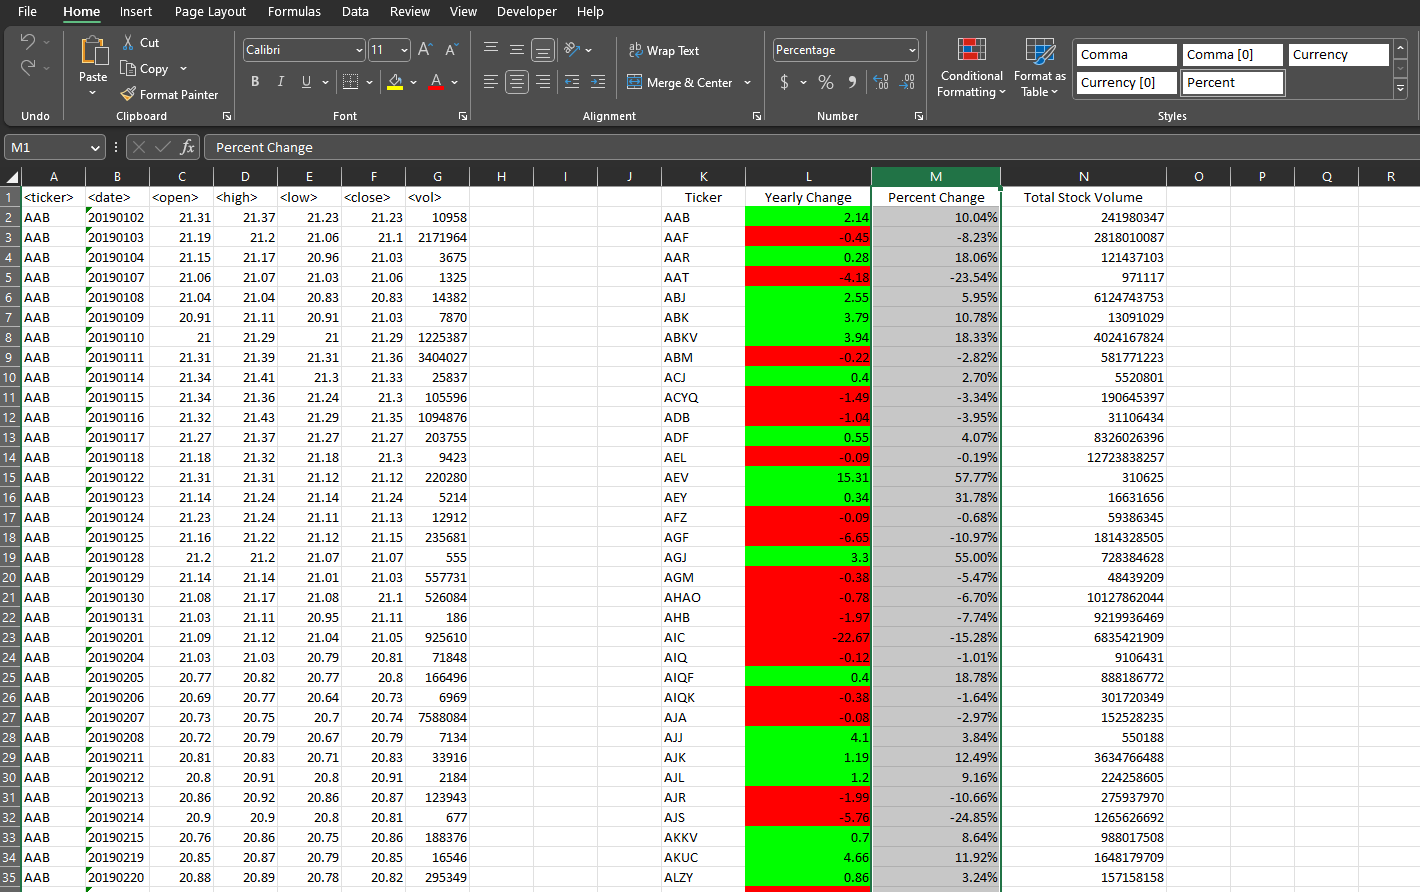 File Home Insert Page Layout Formulas Data Review View Developer Help
Cut
Copy
Paste
Format Painter
Calibri 11
B I U
Wrap Text
Merge & Center
Percentage
$ %
Conditional Formatting
Format as Table
Comma Comma [0] Currency
Currency [0] Percent
Undo Clipboard Font Alignment Number Styles
M1 fx Percent Change
A B C D E F G H I J K L M N O P Q R
1 <ticker> <date> <open> <high> <low> <close> <vol> Ticker Yearly Change Percent Change Total Stock Volume
2 AAB 20190102 21.31 21.37 21.23 21.23 10958 AAB 2.14 10.04% 241980347
3 AAB 20190103 21.19 21.2 21.06 21.1 2171964 AAF -0.45 -8.23% 2818010087
4 AAB 20190104 21.15 21.17 20.96 21.03 3675 AAR 0.28 18.06% 121437103
5 AAB 20190107 21.06 21.07 21.03 21.06 1325 AAT -4.18 -23.54% 971117
6 AAB 20190108 21.04 21.04 20.83 20.83 14382 ABJ 2.55 5.95% 6124743753
7 AAB 20190109 20.91 21.11 20.91 21.03 7870 ABK 3.79 10.78% 13091029
8 AAB 20190110 21 21.29 21 21.29 1225387 ABKV 3.94 18.33% 4024167824
9 AAB 20190111 21.31 21.39 21.31 21.36 3404027 ABM -0.22 -2.82% 581771223
10 AAB 20190114 21.34 21.41 21.3 21.33 25837 ACJ 0.4 2.70% 5520801
11 AAB 20190115 21.34 21.36 21.24 21.3 105596 ACYQ -1.49 -3.34% 190645397
12 AAB 20190116 21.32 21.43 21.29 21.35 1094876 ADB -1.04 -3.95% 31106434
13 AAB 20190117 21.27 21.37 21.27 21.27 203755 ADF 0.55 4.07% 8326026396
14 AAB 20190118 21.18 21.32 21.18 21.3 9423 AEL -0.09 -0.19% 12723838257
15 AAB 20190122 21.31 21.31 21.12 21.12 220280 AEV 15.31 57.77% 310625
16 AAB 20190123 21.14 21.24 21.14 21.24 5214 AEY 0.34 31.78% 16631656
17 AAB 20190124 21.23 21.24 21.11 21.13 12912 AFZ -0.09 -0.68% 59386345
18 AAB 20190125 21.16 21.22 21.12 21.15 235681 AGF -6.65 -10.97% 1814328505
19 AAB 20190128 21.2 21.2 21.07 21.07 555 AGJ 3.3 55.00% 728384628
20 AAB 20190129 21.14 21.14 21.01 21.03 557731 AGM -0.38 -5.47% 48439209
21 AAB 20190130 21.08 21.17 21.08 21.1 526084 AHAO -0.78 -6.70% 10127862044
22 AAB 20190131 21.03 21.11 20.95 21.11 186 AHB -1.97 -7.74% 9219936469
23 AAB 20190201 21.09 21.12 21.04 21.05 925610 AIC -22.67 -15.28% 6835421909
24 AAB 20190204 21.03 21.03 20.79 20.81 71848 AIQ -0.12 -1.01% 9106431
25 AAB 20190205 20.77 20.82 20.77 20.8 166496 AIQF 0.4 18.78% 888186772
26 AAB 20190206 20.69 20.77 20.64 20.73 6969 AIQK -0.38 -1.64% 301720349
27 AAB 20190207 20.73 20.75 20.7 20.74 7588084 AJA -0.08 -2.97% 152528235
28 AAB 20190208 20.72 20.79 20.67 20.79 7134 AJJ 4.1 3.84% 550188
29 AAB 20190211 20.81 20.83 20.71 20.83 33916 AJK 1.19 12.49% 3634766488
30 AAB 20190212 20.8 20.91 20.8 20.91 2184 AJL 1.2 9.16% 224258605
31 AAB 20190213 20.86 20.92 20.86 20.87 123943 AJR -1.99 -10.66% 275937970
32 AAB 20190214 20.9 20.9 20.8 20.81 677 AJS -5.76 -24.85% 1265626692
33 AAB 20190215 20.76 20.86 20.75 20.86 188376 AKKV 0.7 8.64% 988017508
34 AAB 20190219 20.85 20.87 20.79 20.85 16546 AKUC 4.66 11.92% 1648179709
35 AAB 20190220 20.88 20.89 20.78 20.82 295349 ALZY 0.86 3.24% 157158158